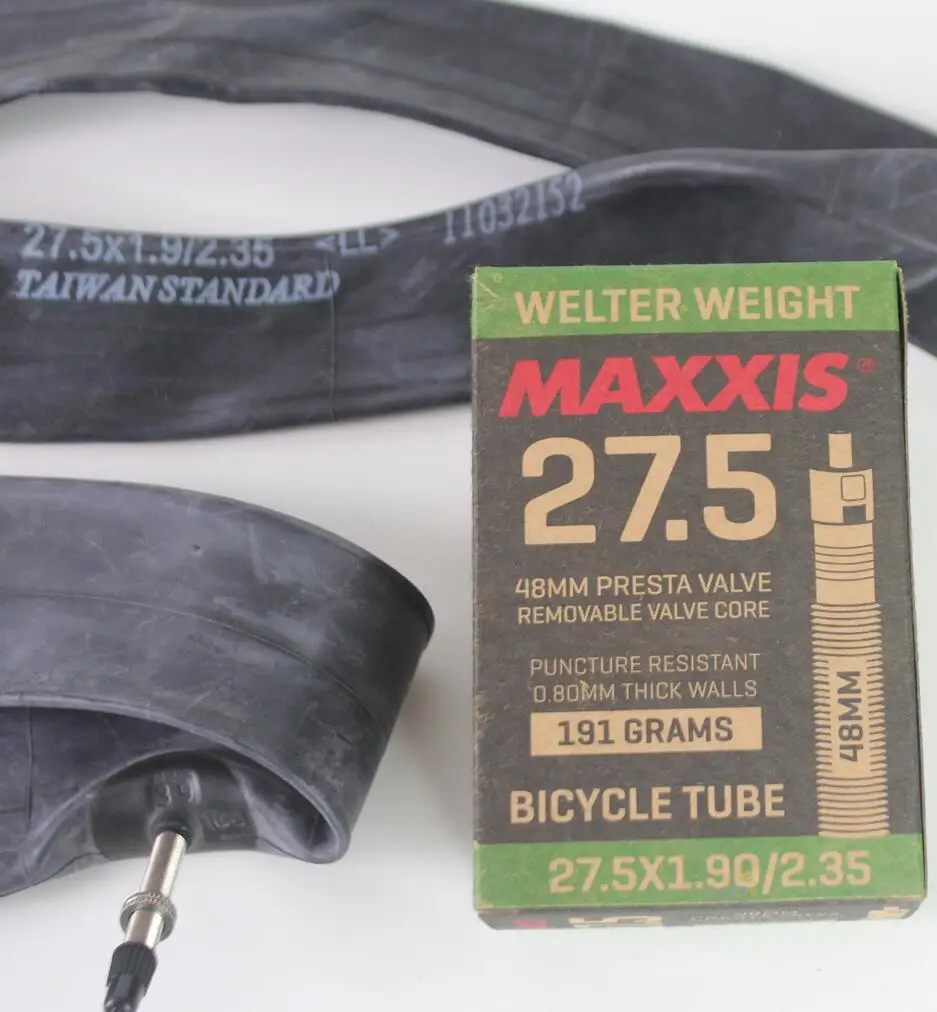 27.5x1.9/2.35 <LL> 11032152
TAIWAN STANDARD
WELTER WEIGHT
MAXXIS®
27.5
48MM PRESTA VALVE
REMOVABLE VALVE CORE
PUNCTURE RESISTANT
0.80MM THICK WALLS
191 GRAMS
48MM
BICYCLE TUBE
27.5X1.90/2.35